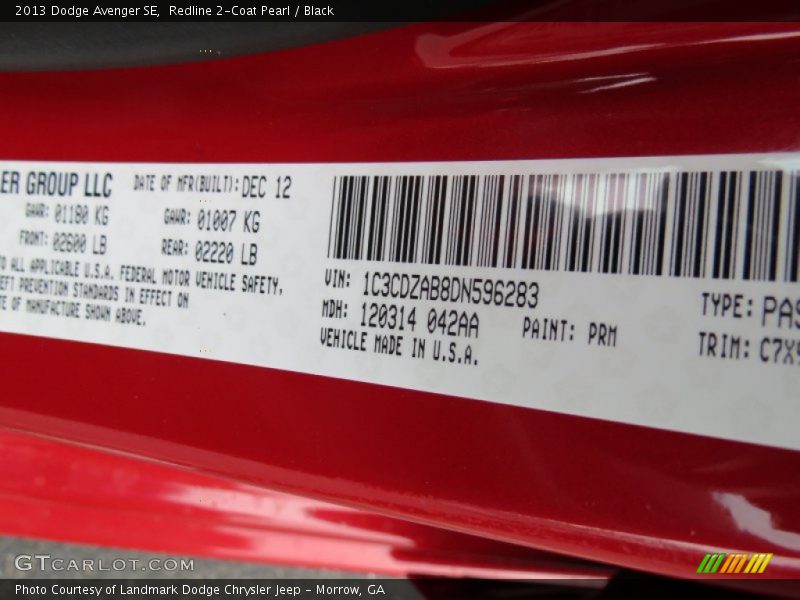 2013 Dodge Avenger SE, Redline 2-Coat Pearl / Black
LER GROUP LLC DATE OF MFR(BUILT): DEC 12
GAWR: 01180 KG GAWR: 01007 KG
FRONT: 02600 LB REAR: 02220 LB
TO ALL APPLICABLE U.S.A. FEDERAL MOTOR VEHICLE SAFETY,
EFT PREVENTION STANDARDS IN EFFECT ON
TE OF MANUFACTURE SHOWN ABOVE.
VIN: 1C3CDZAB8DN596283 TYPE: PAS
MDH: 120314 042AA PAINT: PRM TRIM: C7X9
VEHICLE MADE IN U.S.A.
GTCARLOT.COM
Photo Courtesy of Landmark Dodge Chrysler Jeep - Morrow, GA